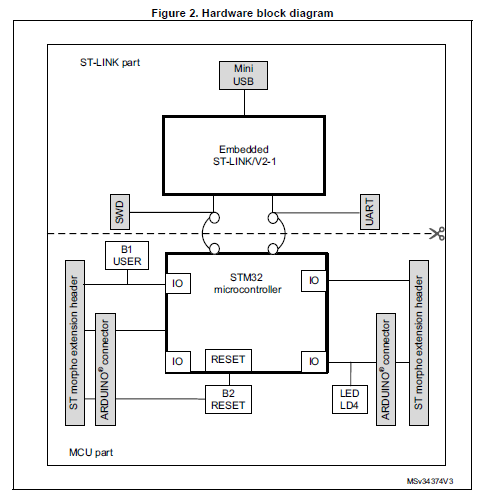 Figure 2. Hardware block diagram
ST-LINK part
Mini
USB
Embedded
ST-LINK/V2-1
SWD
UART
B1
USER
STM32
microcontroller
IO
IO
IO
IO
RESET
ST morpho extension header
ARDUINO® connector
ARDUINO® connector
ST morpho extension header
B2
RESET
LED
LD4
MCU part
MSv34374V3